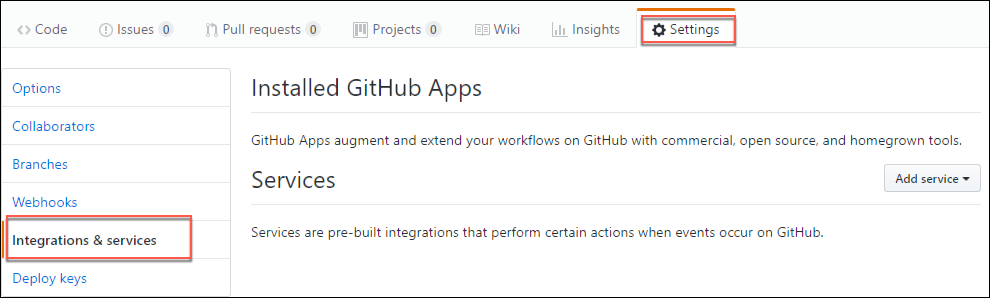 Code Issues 0 Pull requests 0 Projects 0 Wiki Insights Settings
Options
Collaborators
Branches
Webhooks
Integrations & services
Deploy keys
Installed GitHub Apps
GitHub Apps augment and extend your workflows on GitHub with commercial, open source, and homegrown tools.
Services
Add service
Services are pre-built integrations that perform certain actions when events occur on GitHub.